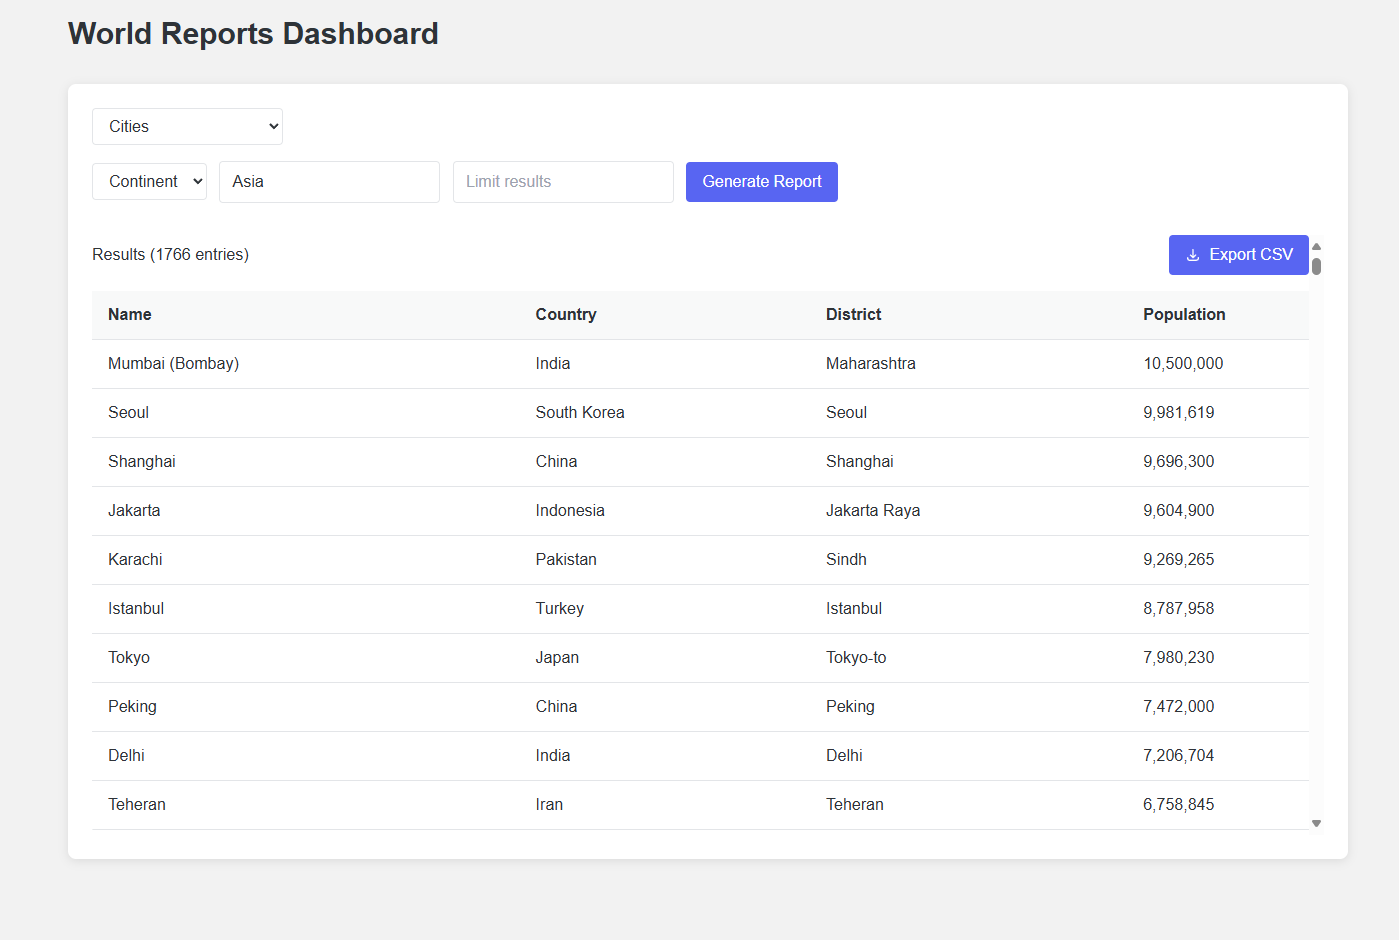 World Reports Dashboard
Cities
Continent Asia Limit results Generate Report
Results (1766 entries) Export CSV
Name Country District Population
Mumbai (Bombay) India Maharashtra 10,500,000
Seoul South Korea Seoul 9,981,619
Shanghai China Shanghai 9,696,300
Jakarta Indonesia Jakarta Raya 9,604,900
Karachi Pakistan Sindh 9,269,265
Istanbul Turkey Istanbul 8,787,958
Tokyo Japan Tokyo-to 7,980,230
Peking China Peking 7,472,000
Delhi India Delhi 7,206,704
Teheran Iran Teheran 6,758,845